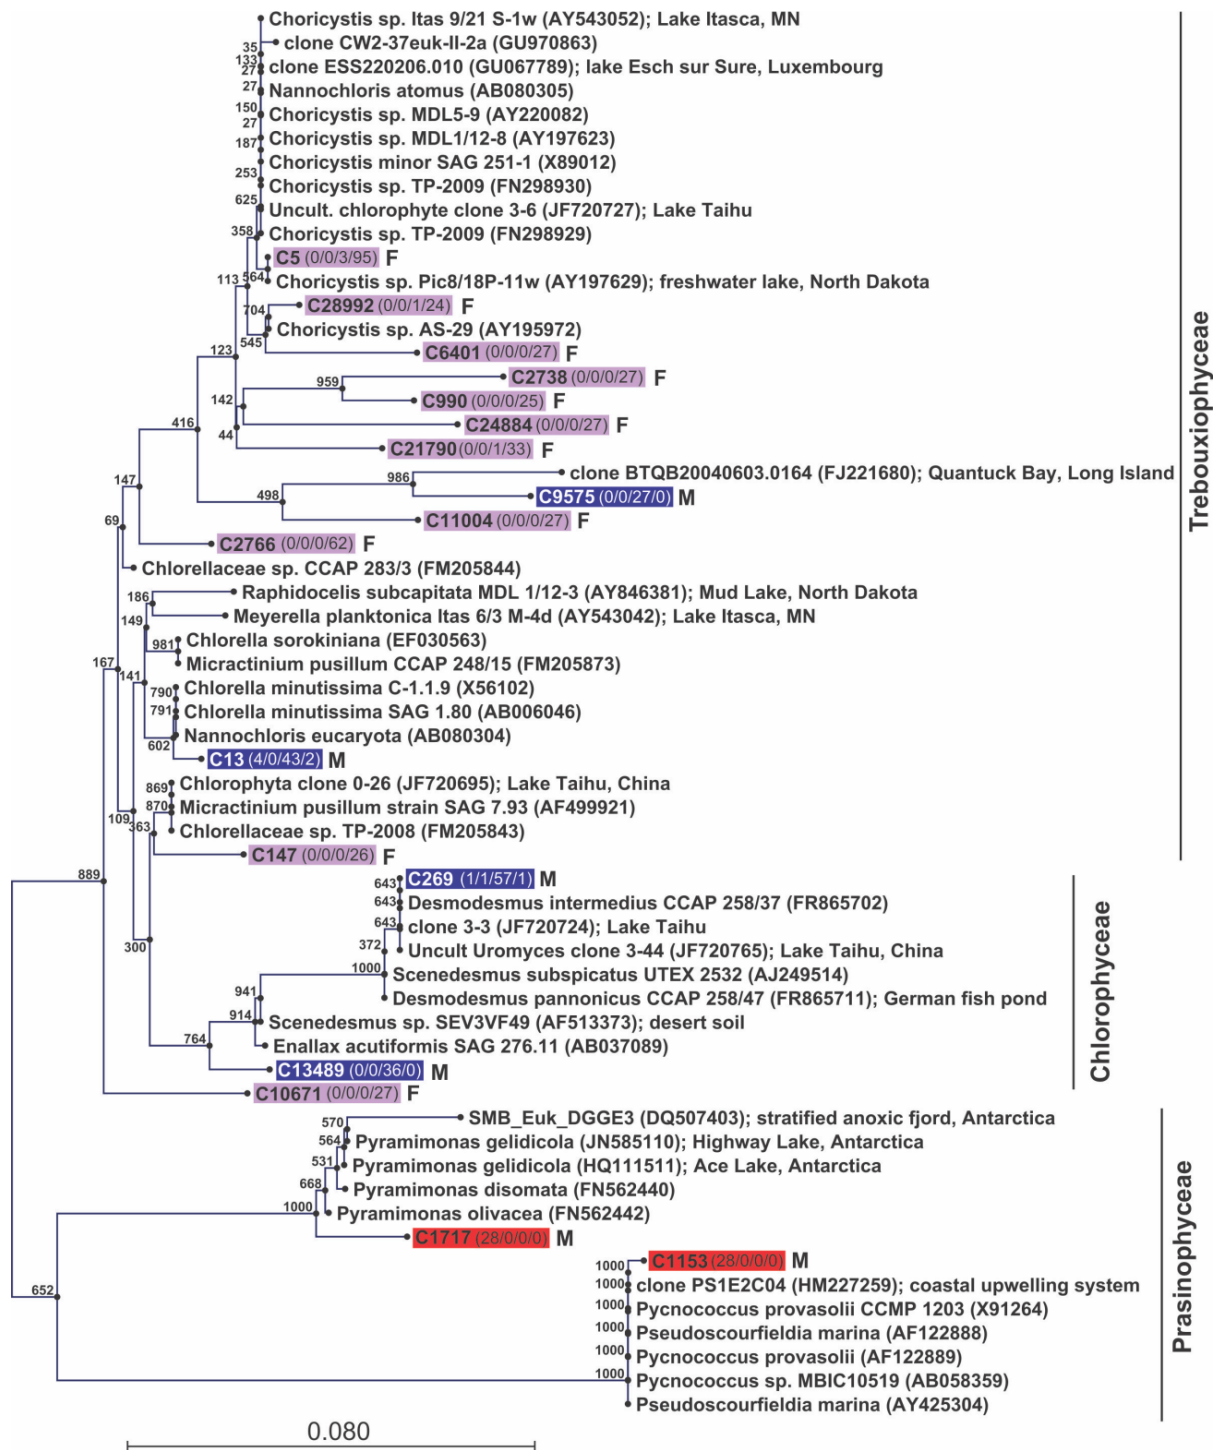 Choricystis sp. Itas 9/21 S-1w (AY543052); Lake Itasca, MN
35
clone CW2-37euk-II-2a (GU970863)
133
clone ESS220206.010 (GU067789); lake Esch sur Sure, Luxembourg
27
27
Nannochloris atomus (AB080305)
150
Choricystis sp. MDL5-9 (AY220082)
27
187
Choricystis sp. MDL1/12-8 (AY197623)
Choricystis minor SAG 251-1 (X89012)
253
Choricystis sp. TP-2009 (FN298930)
625
Uncult. chlorophyte clone 3-6 (JF720727); Lake Taihu
358
Choricystis sp. TP-2009 (FN298929)
C5 (0/0/3/95) F
113
564
Choricystis sp. Pic8/18P-11w (AY197629); freshwater lake, North Dakota
C28992 (0/0/1/24) F
704
Choricystis sp. AS-29 (AY195972)
545
123
C6401 (0/0/0/27) F
C2738 (0/0/0/27) F
959
C990 (0/0/0/25) F
142
416
C24884 (0/0/0/27) F
44
C21790 (0/0/1/33) F
clone BTQB20040603.0164 (FJ221680); Quantuck Bay, Long Island
986
147
C9575 (0/0/27/0) M
498
69
C11004 (0/0/0/27) F
C2766 (0/0/0/62) F
Chlorellaceae sp. CCAP 283/3 (FM205844)
Raphidocelis subcapitata MDL 1/12-3 (AY846381); Mud Lake, North Dakota
186
Meyerella planktonica Itas 6/3 M-4d (AY543042); Lake Itasca, MN
149
Chlorella sorokiniana (EF030563)
981
167
Micractinium pusillum CCAP 248/15 (FM205873)
141
790
Chlorella minutissima C-1.1.9 (X56102)
791
Chlorella minutissima SAG 1.80 (AB006046)
Nannochloris eucaryota (AB080304)
602
C13 (4/0/43/2) M
Chlorophyta clone 0-26 (JF720695); Lake Taihu, China
869
870
Micractinium pusillum strain SAG 7.93 (AF499921)
109
363
Chlorellaceae sp. TP-2008 (FM205843)
C147 (0/0/0/26) F
Trebouxiophyceae
889
C269 (1/1/57/1) M
643
643
Desmodesmus intermedius CCAP 258/37 (FR865702)
643
clone 3-3 (JF720724); Lake Taihu
372
Uncult Uromyces clone 3-44 (JF720765); Lake Taihu, China
300
1000
Scenedesmus subspicatus UTEX 2532 (AJ249514)
941
Desmodesmus pannonicus CCAP 258/47 (FR865711); German fish pond
914
Scenedesmus sp. SEV3VF49 (AF513373); desert soil
764
Enallax acutiformis SAG 276.11 (AB037089)
C13489 (0/0/36/0) M
Chlorophyceae
C10671 (0/0/0/27) F
SMB_Euk_DGGE3 (DQ507403); stratified anoxic fjord, Antarctica
570
564
Pyramimonas gelidicola (JN585110); Highway Lake, Antarctica
531
Pyramimonas gelidicola (HQ111511); Ace Lake, Antarctica
668
Pyramimonas disomata (FN562440)
1000
Pyramimonas olivacea (FN562442)
C1717 (28/0/0/0) M
C1153 (28/0/0/0) M
1000
1000
clone PS1E2C04 (HM227259); coastal upwelling system
652
1000
Pycnococcus provasolii CCMP 1203 (X91264)
1000
Pseudoscourfieldia marina (AF122888)
1000
Pycnococcus provasolii (AF122889)
1000
Pycnococcus sp. MBIC10519 (AB058359)
Pseudoscourfieldia marina (AY425304)
Prasinophyceae
0.080